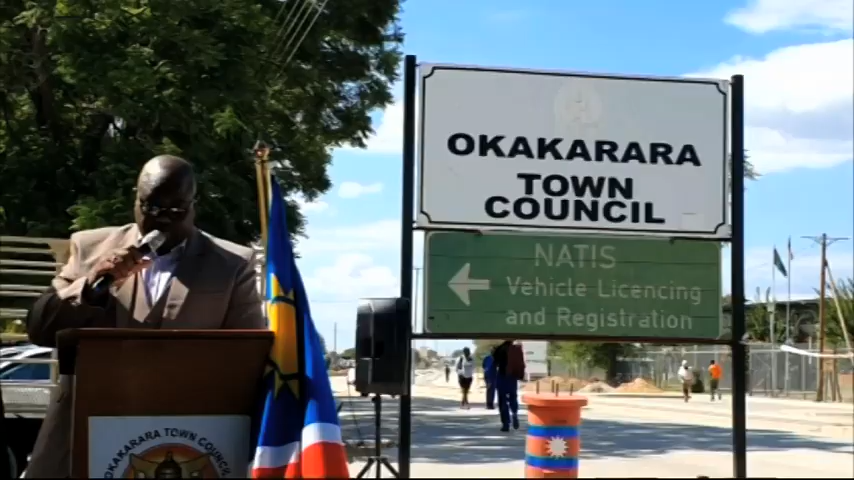 OKAKARARA
TOWN
COUNCIL
NATIS
Vehicle Licencing
and Registration
OKAKARARA TOWN COUNCIL